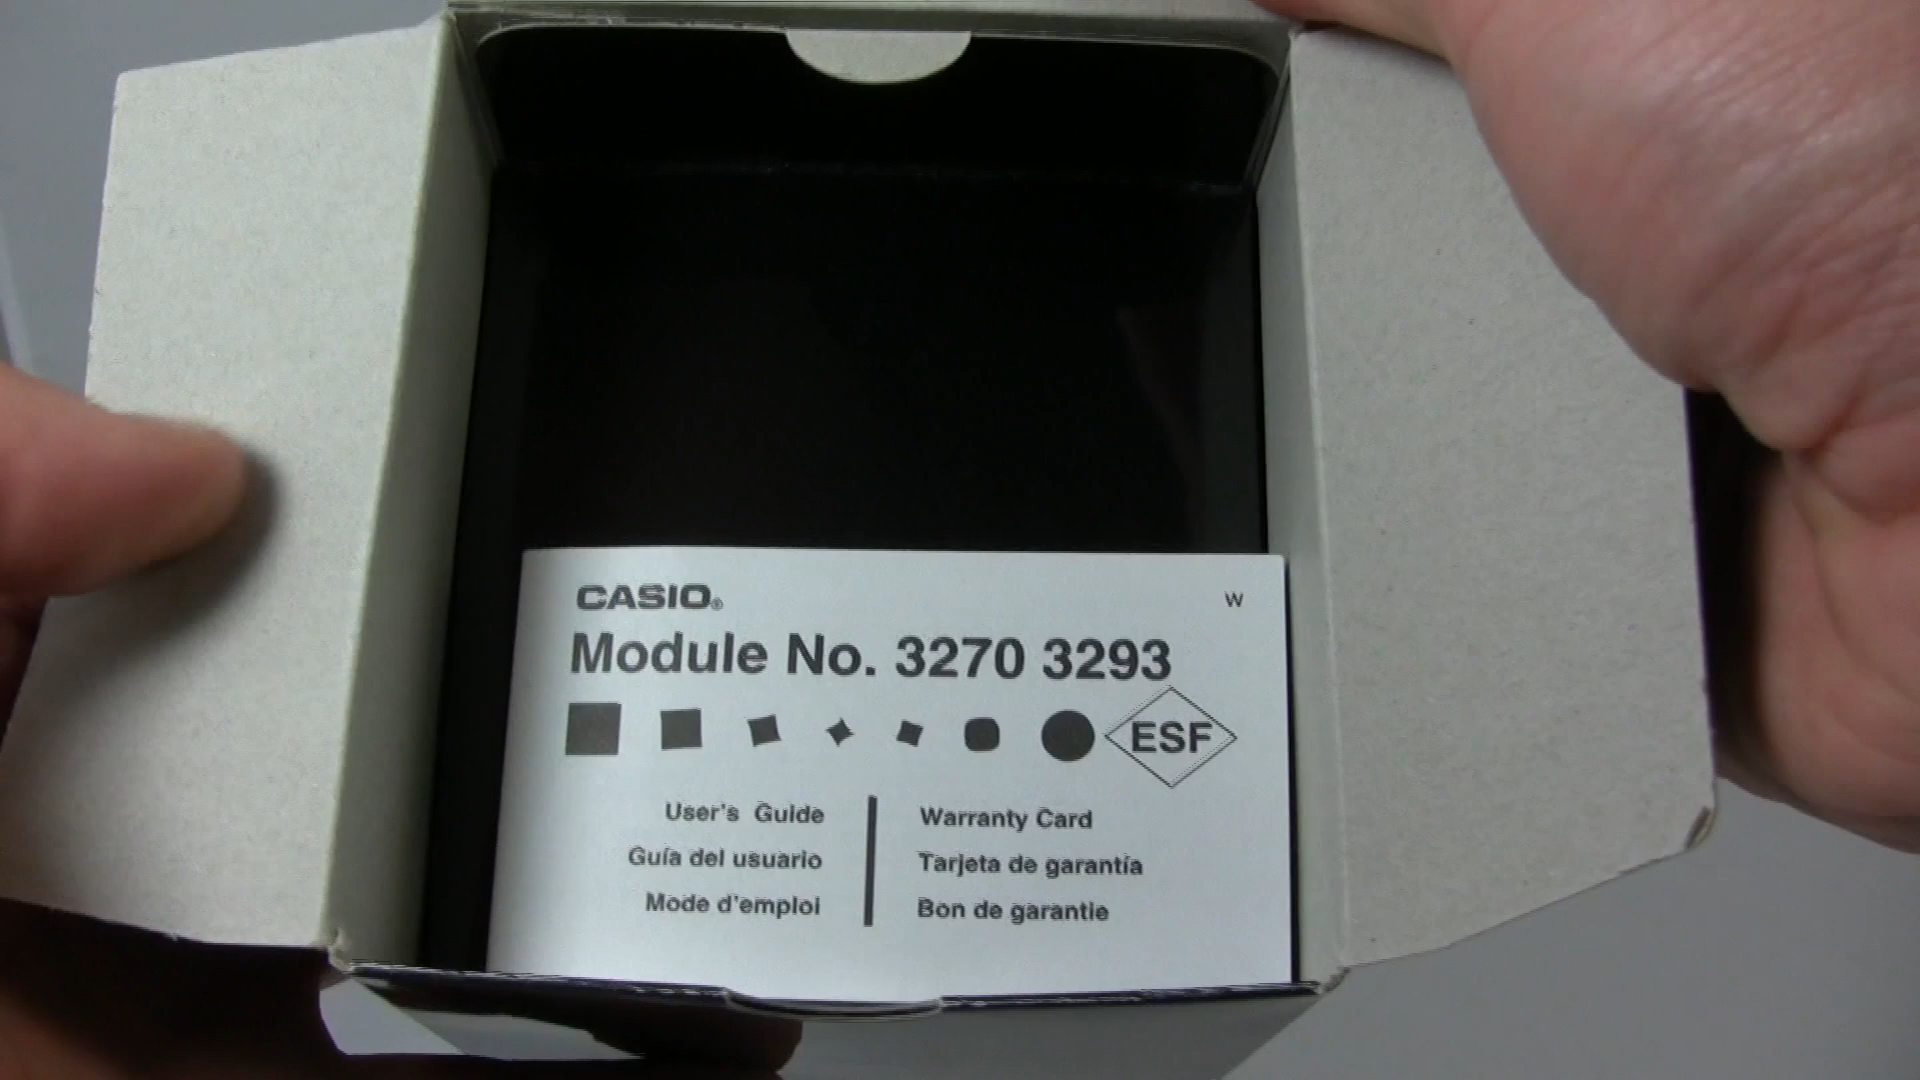 CASIO®
W
Module No. 3270 3293
ESF
User's Guide
Guía del usuario
Mode d'emploi
Warranty Card
Tarjeta de garantía
Bon de garantie